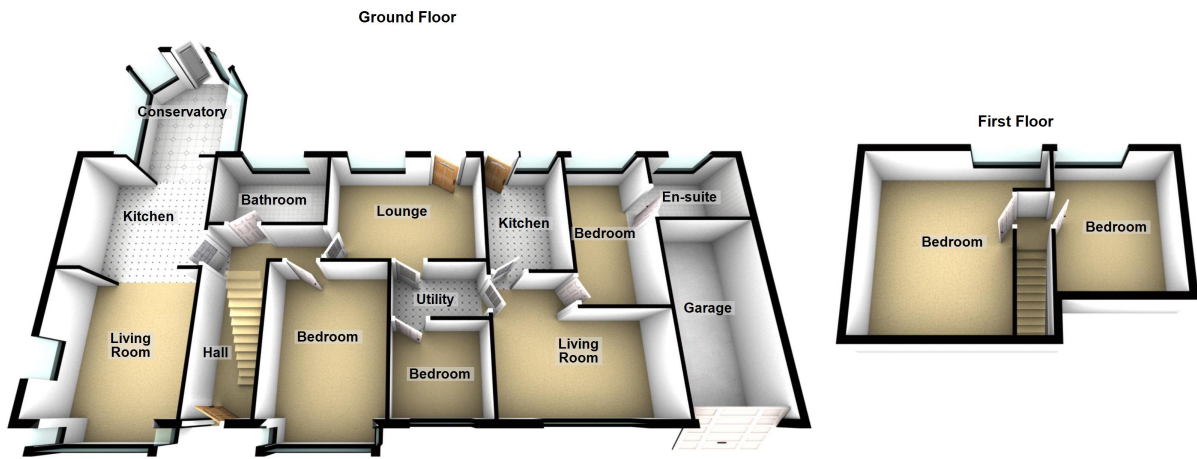 Ground Floor
Conservatory
Kitchen
Bathroom
Lounge
Kitchen
Bedroom
En-suite
Living
Room
Hall
Bedroom
Utility
Bedroom
Living
Room
Garage
First Floor
Bedroom
Bedroom